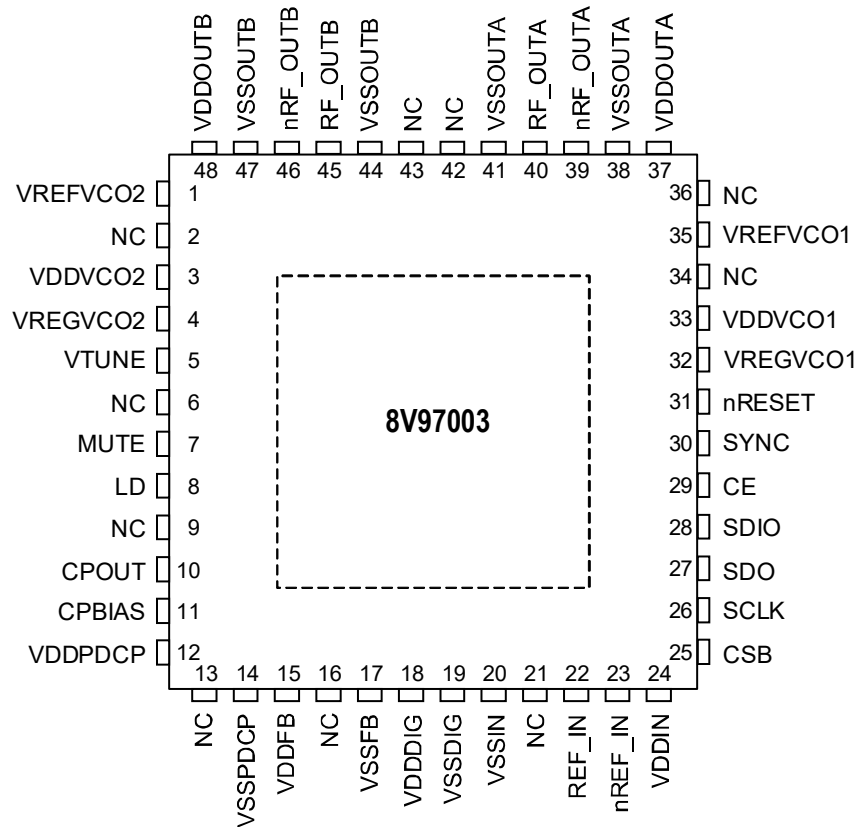 VDDOUTB
VSSOUTB
nRF_OUTB
RF_OUTB
VSSOUTB
NC
NC
VSSOUTA
RF_OUTA
nRF_OUTA
VSSOUTA
VDDOUTA
48 47 46 45 44 43 42 41 40 39 38 37
VREFVCO2 1
NC 2
VDDVCO2 3
VREGVCO2 4
VTUNE 5
NC 6
MUTE 7
LD 8
NC 9
CPOUT 10
CPBIAS 11
VDDPDCP 12
8V97003
36 NC
35 VREFVCO1
34 NC
33 VDDVCO1
32 VREGVCO1
31 nRESET
30 SYNC
29 CE
28 SDIO
27 SDO
26 SCLK
25 CSB
13 14 15 16 17 18 19 20 21 22 23 24
NC
VSSPDCP
VDDFB
NC
VSSFB
VDDDIG
VSSDIG
VSSIN
NC
REF_IN
nREF_IN
VDDIN